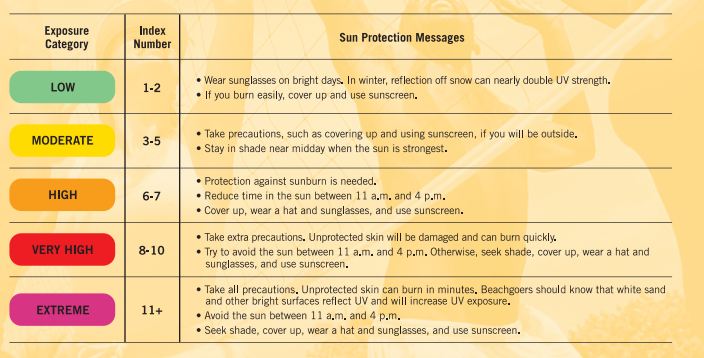 Exposure
Category
Index
Number
Sun Protection Messages
LOW
1-2
• Wear sunglasses on bright days. In winter, reflection off snow can nearly double UV strength.
• If you burn easily, cover up and use sunscreen.
MODERATE
3-5
• Take precautions, such as covering up and using sunscreen, if you will be outside.
• Stay in shade near midday when the sun is strongest.
HIGH
6-7
• Protection against sunburn is needed.
• Reduce time in the sun between 11 a.m. and 4 p.m.
• Cover up, wear a hat and sunglasses, and use sunscreen.
VERY HIGH
8-10
• Take extra precautions. Unprotected skin will be damaged and can burn quickly.
• Try to avoid the sun between 11 a.m. and 4 p.m. Otherwise, seek shade, cover up, wear a hat and
sunglasses, and use sunscreen.
EXTREME
11+
• Take all precautions. Unprotected skin can burn in minutes. Beachgoers should know that white sand
and other bright surfaces reflect UV and will increase UV exposure.
• Avoid the sun between 11 a.m. and 4 p.m.
• Seek shade, cover up, wear a hat and sunglasses, and use sunscreen.